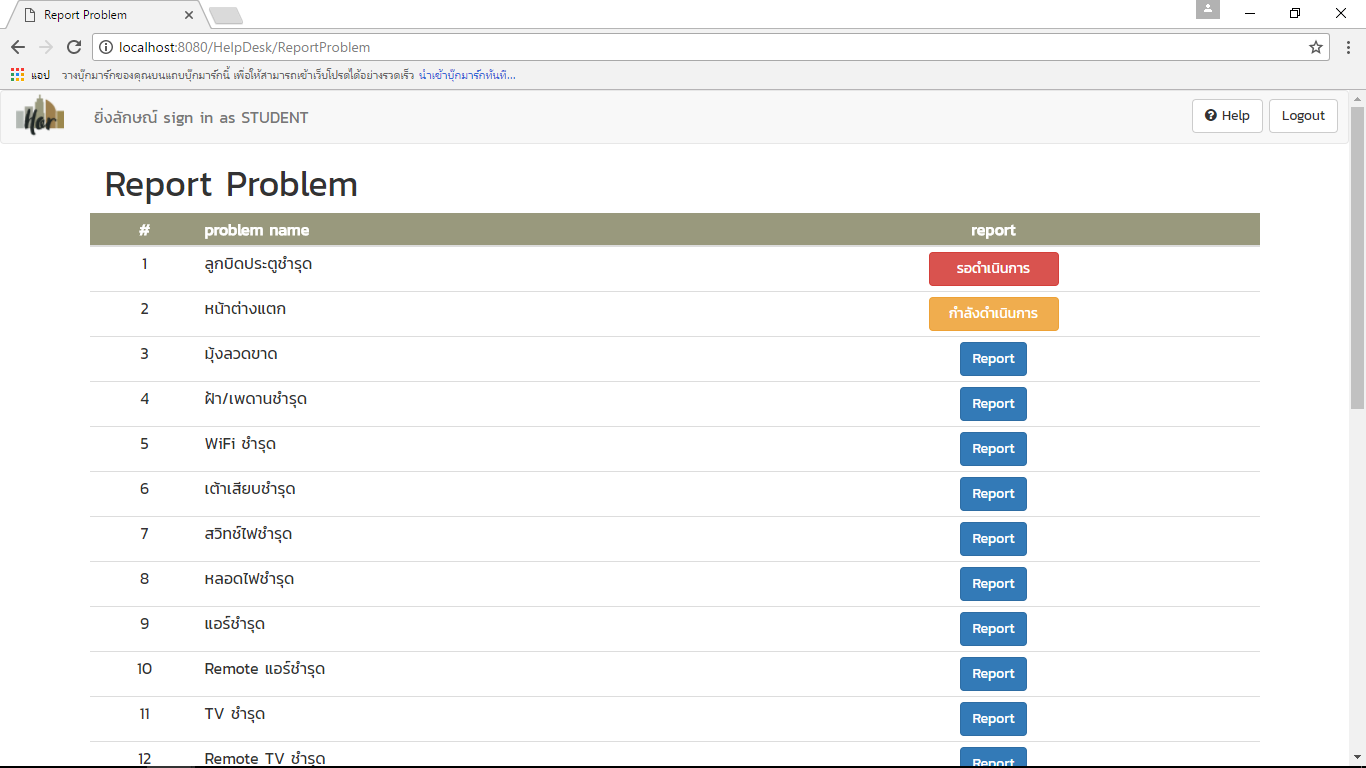 Report Problem
localhost:8080/HelpDesk/ReportProblem
แอป วางบุ๊กมาร์กของคุณบนแถบบุ๊กมาร์กนี้ เพื่อให้สามารถเข้าเว็บโปรดได้อย่างรวดเร็ว นำเข้าบุ๊กมาร์กทันที...
Hor ยิ่งลักษณ์ sign in as STUDENT Help Logout
Report Problem
# problem name report
1 ลูกบิดประตูชำรุด รอดำเนินการ
2 หน้าต่างแตก กำลังดำเนินการ
3 มุ้งลวดขาด Report
4 ฝ้า/เพดานชำรุด Report
5 WiFi ชำรุด Report
6 เต้าเสียบชำรุด Report
7 สวิทช์ไฟชำรุด Report
8 หลอดไฟชำรุด Report
9 แอร์ชำรุด Report
10 Remote แอร์ชำรุด Report
11 TV ชำรุด Report
12 Remote TV ชำรุด Report